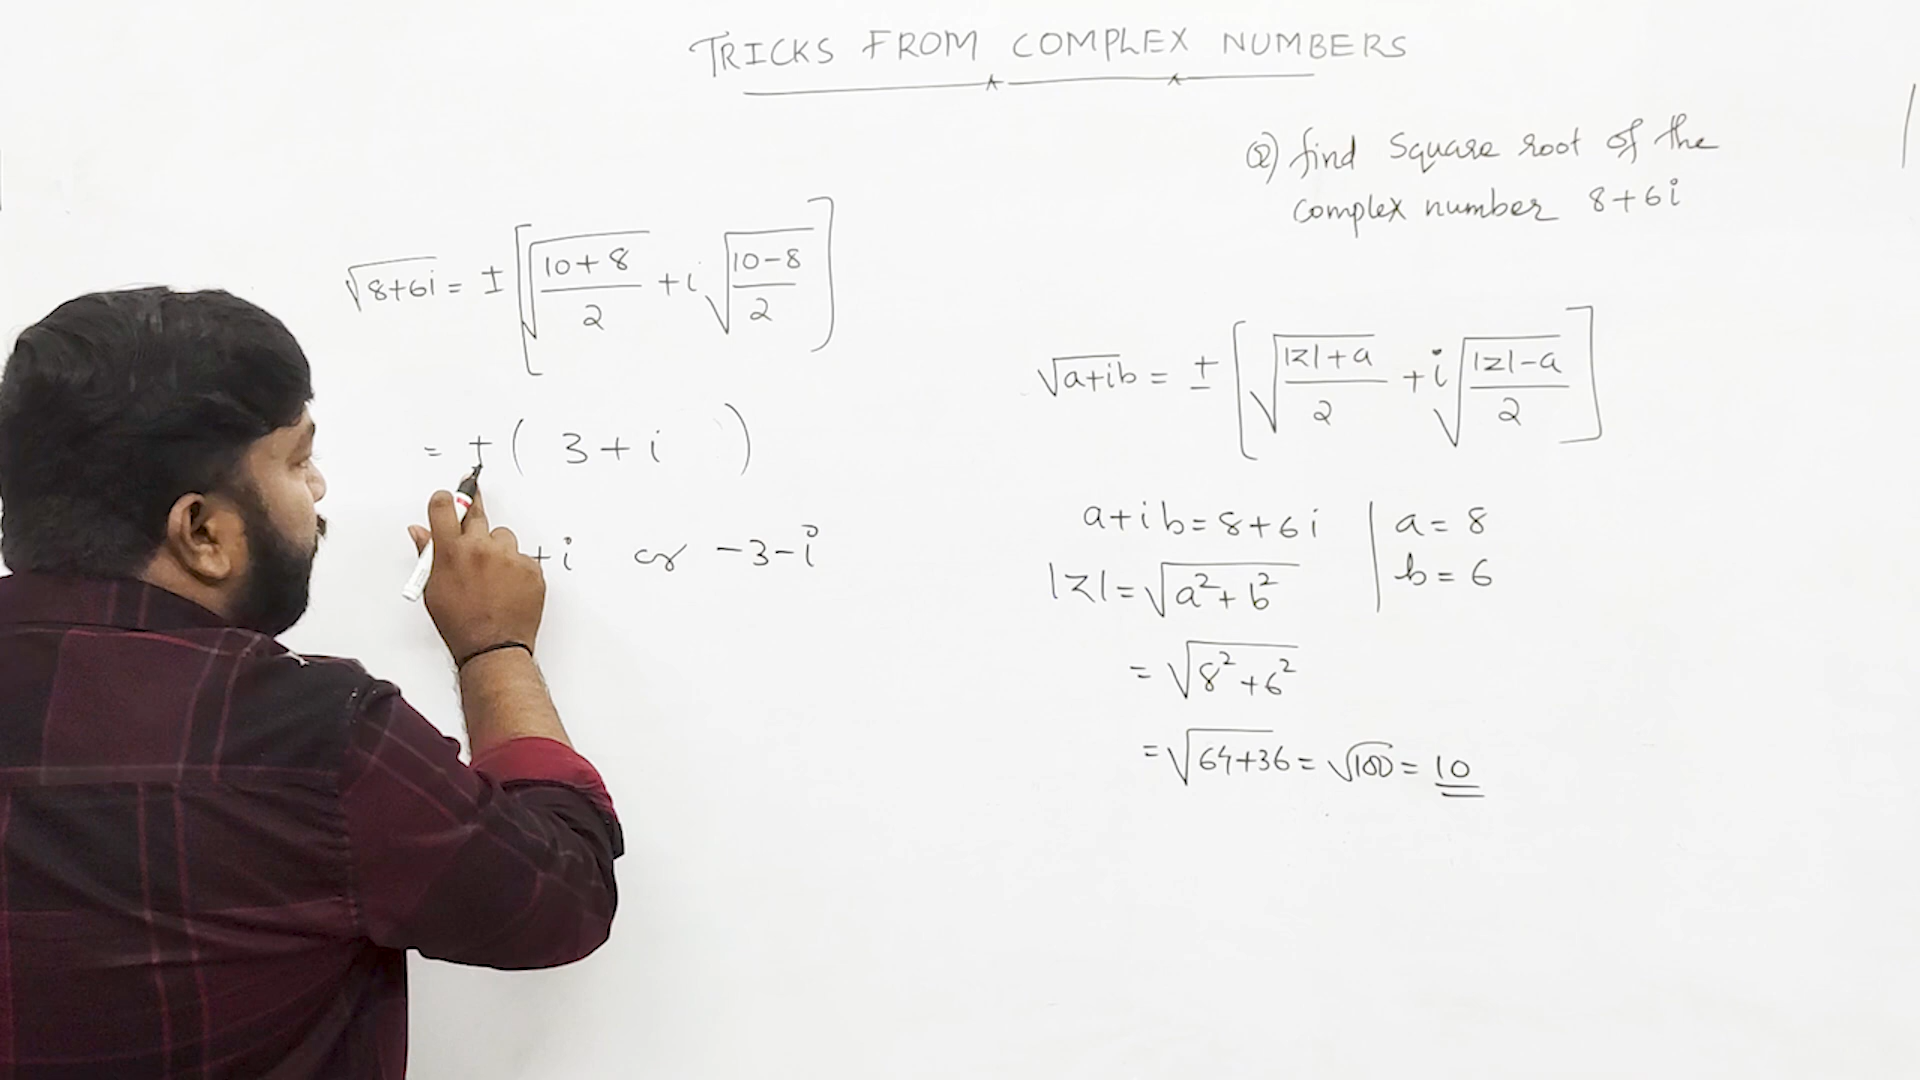 TRICKS FROM COMPLEX NUMBERS
Q) find Square root of the
complex number 8+6i
√(a+ib) = ± [ √((|z|+a)/2) + i √((|z|-a)/2) ]
a+ib=8+6i | a=8
b=6
|z| = √(a²+b²)
= √(8²+6²)
= √(64+36) = √100 = 10
√(8+6i) = ± [ √((10+8)/2) + i √((10-8)/2) ]
= ± ( 3+i )
+i or -3-i